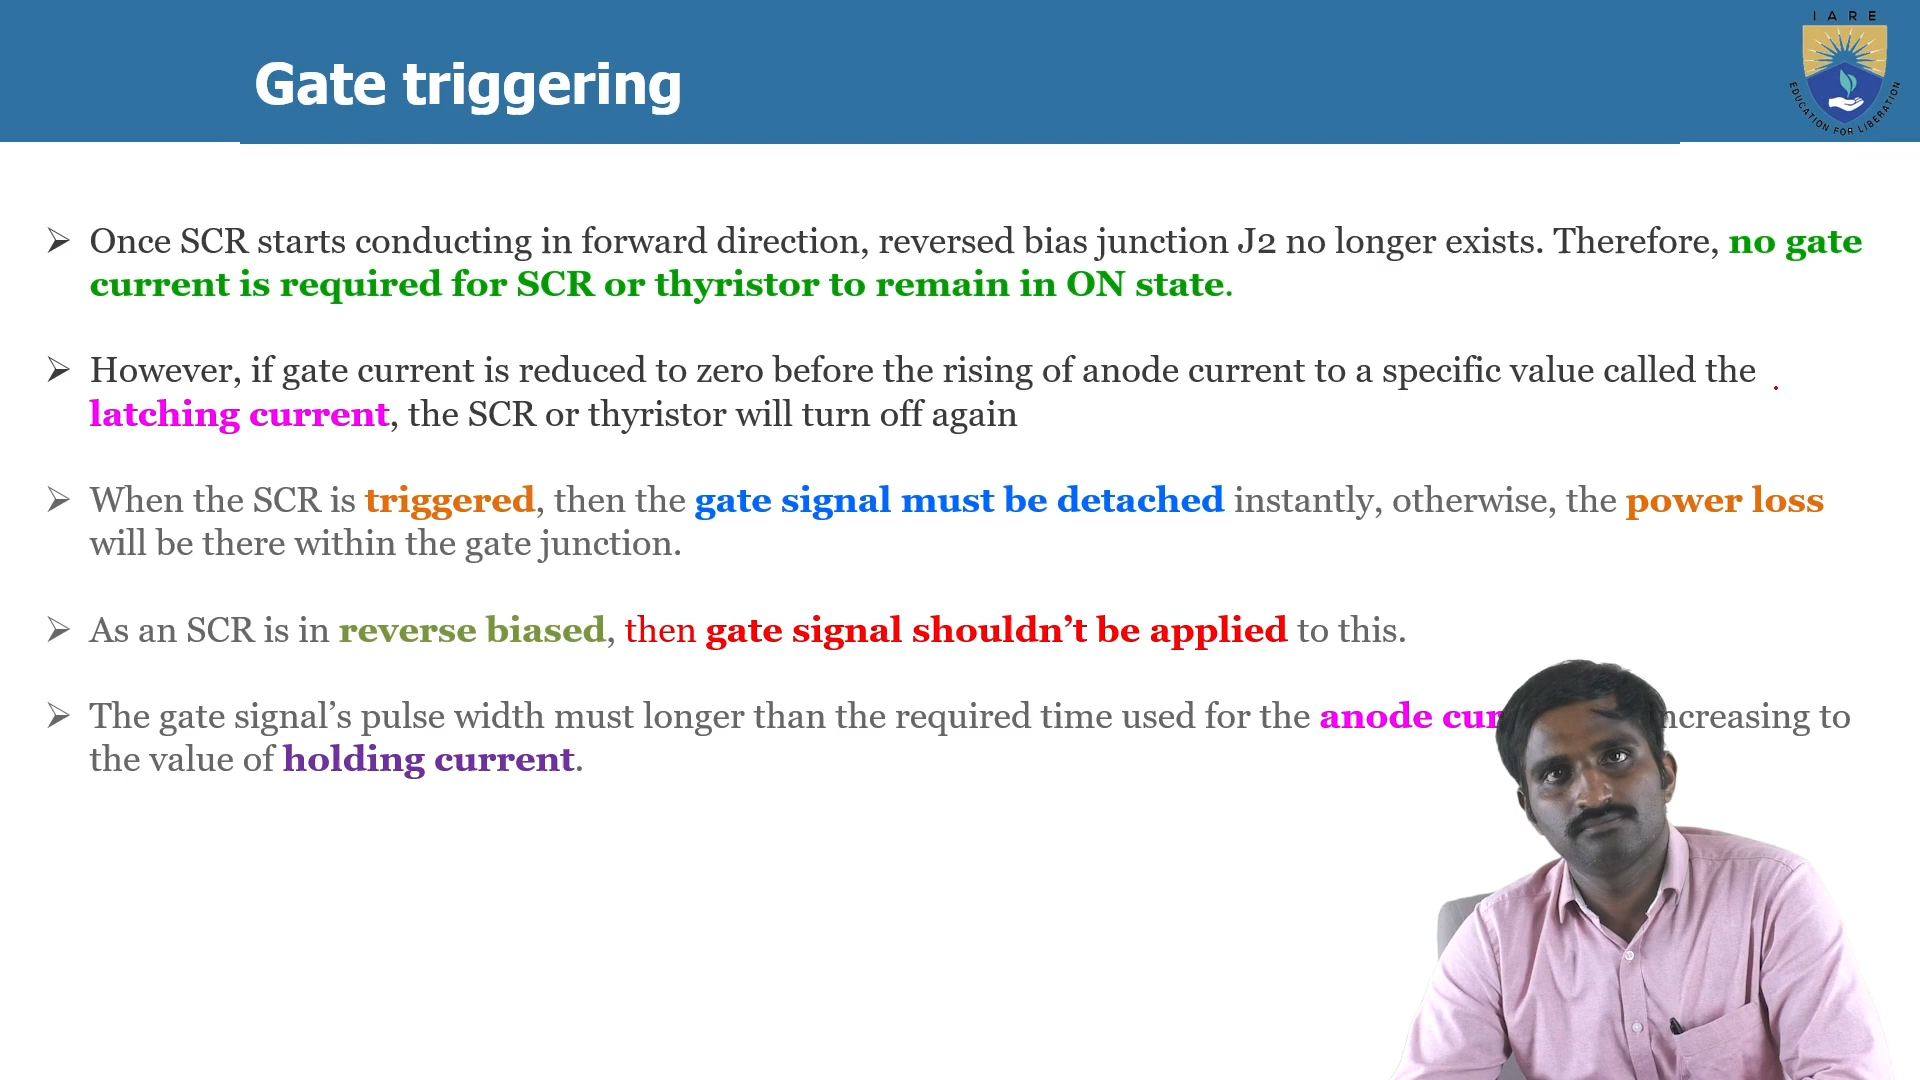 I A R E
EDUCATION FOR LIBERATION
Gate triggering
➢ Once SCR starts conducting in forward direction, reversed bias junction J2 no longer exists. Therefore, no gate
current is required for SCR or thyristor to remain in ON state.
➢ However, if gate current is reduced to zero before the rising of anode current to a specific value called the
latching current, the SCR or thyristor will turn off again
➢ When the SCR is triggered, then the gate signal must be detached instantly, otherwise, the power loss
will be there within the gate junction.
➢ As an SCR is in reverse biased, then gate signal shouldn’t be applied to this.
➢ The gate signal’s pulse width must longer than the required time used for the anode to
the value of holding current.